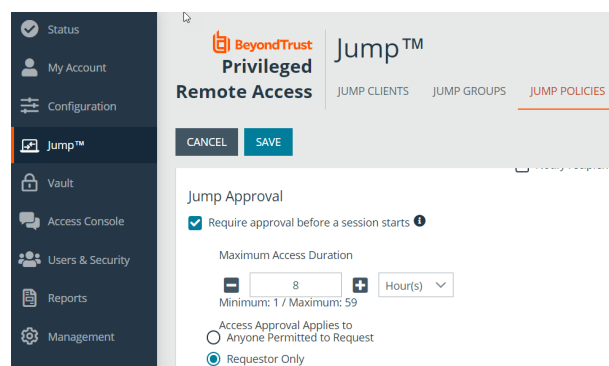 Status
My Account
Configuration
Jump™
Vault
Access Console
Users & Security
Reports
Management
BeyondTrust
Privileged
Remote Access
Jump™
JUMP CLIENTS JUMP GROUPS JUMP POLICIES
CANCEL SAVE
Jump Approval
Require approval before a session starts
Maximum Access Duration
8 Hour(s)
Minimum: 1 / Maximum: 59
Access Approval Applies to
Anyone Permitted to Request
Requestor Only